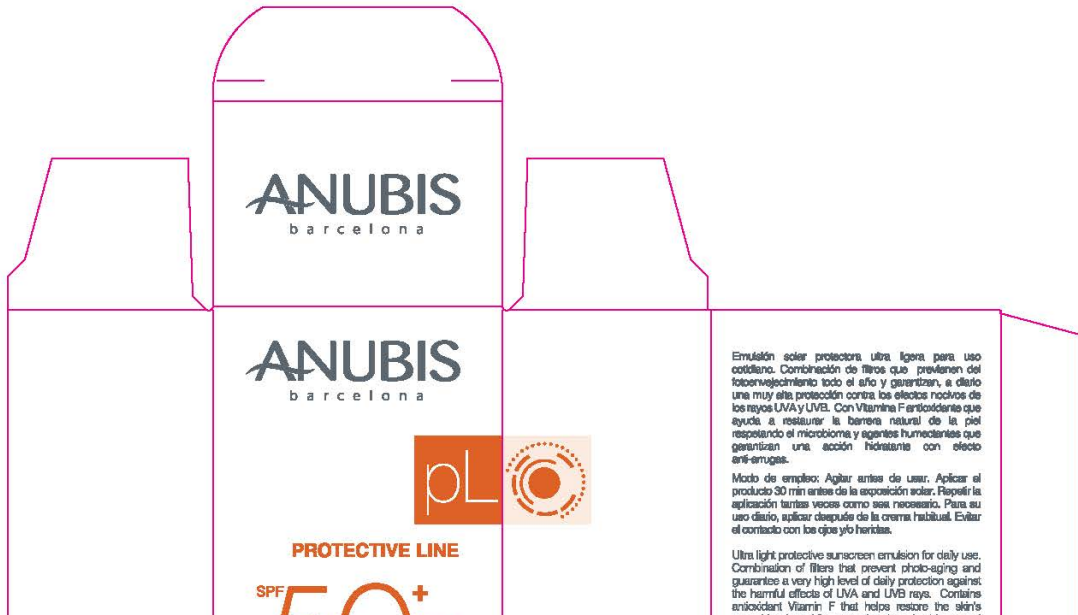 ANUBIS
barcelona
ANUBIS
barcelona
pL
PROTECTIVE LINE
SPF 50+
Emulsión solar protectora ultra ligera para uso
cotidiano. Combinación de filtros que previenen del
fotoenvejecimiento todo el año y garantizan, a diario
una muy alta protección contra los efectos nocivos de
los rayos UVA y UVB. Con Vitamina F antioxidante que
ayuda a restaurar la barrera natural de la piel
respetando el microbioma y agentes humectantes que
garantizan una acción hidratante con efecto
anti-arrugas.
Modo de empleo: Agitar antes de usar. Aplicar el
producto 30 min antes de la exposición solar. Repetir la
aplicación tantas veces como sea necesario. Para su
uso diario, aplicar después de la crema habitual. Evitar
el contacto con los ojos y/o heridas.
Ultra light protective sunscreen emulsion for daily use.
Combination of filters that prevent photo-aging and
guarantee a very high level of daily protection against
the harmful effects of UVA and UVB rays. Contains
antioxidant Vitamin F that helps restore the skin's